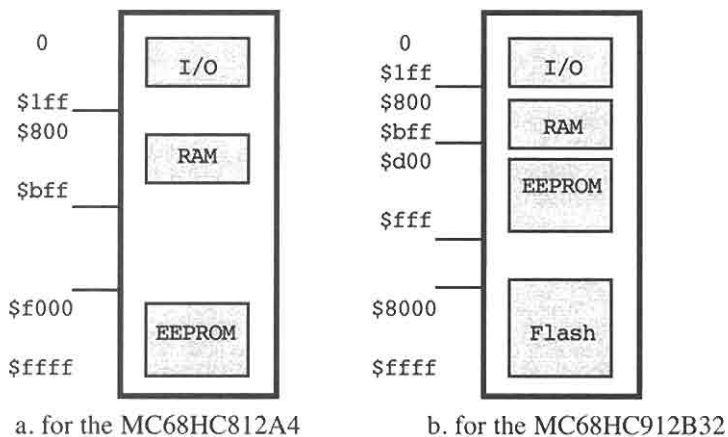 0
I/O
$1ff
$800
RAM
$bff
$f000
EEPROM
$ffff
a. for the MC68HC812A4
0
I/O
$1ff
$800
RAM
$bff
$d00
EEPROM
$fff
$8000
Flash
$ffff
b. for the MC68HC912B32